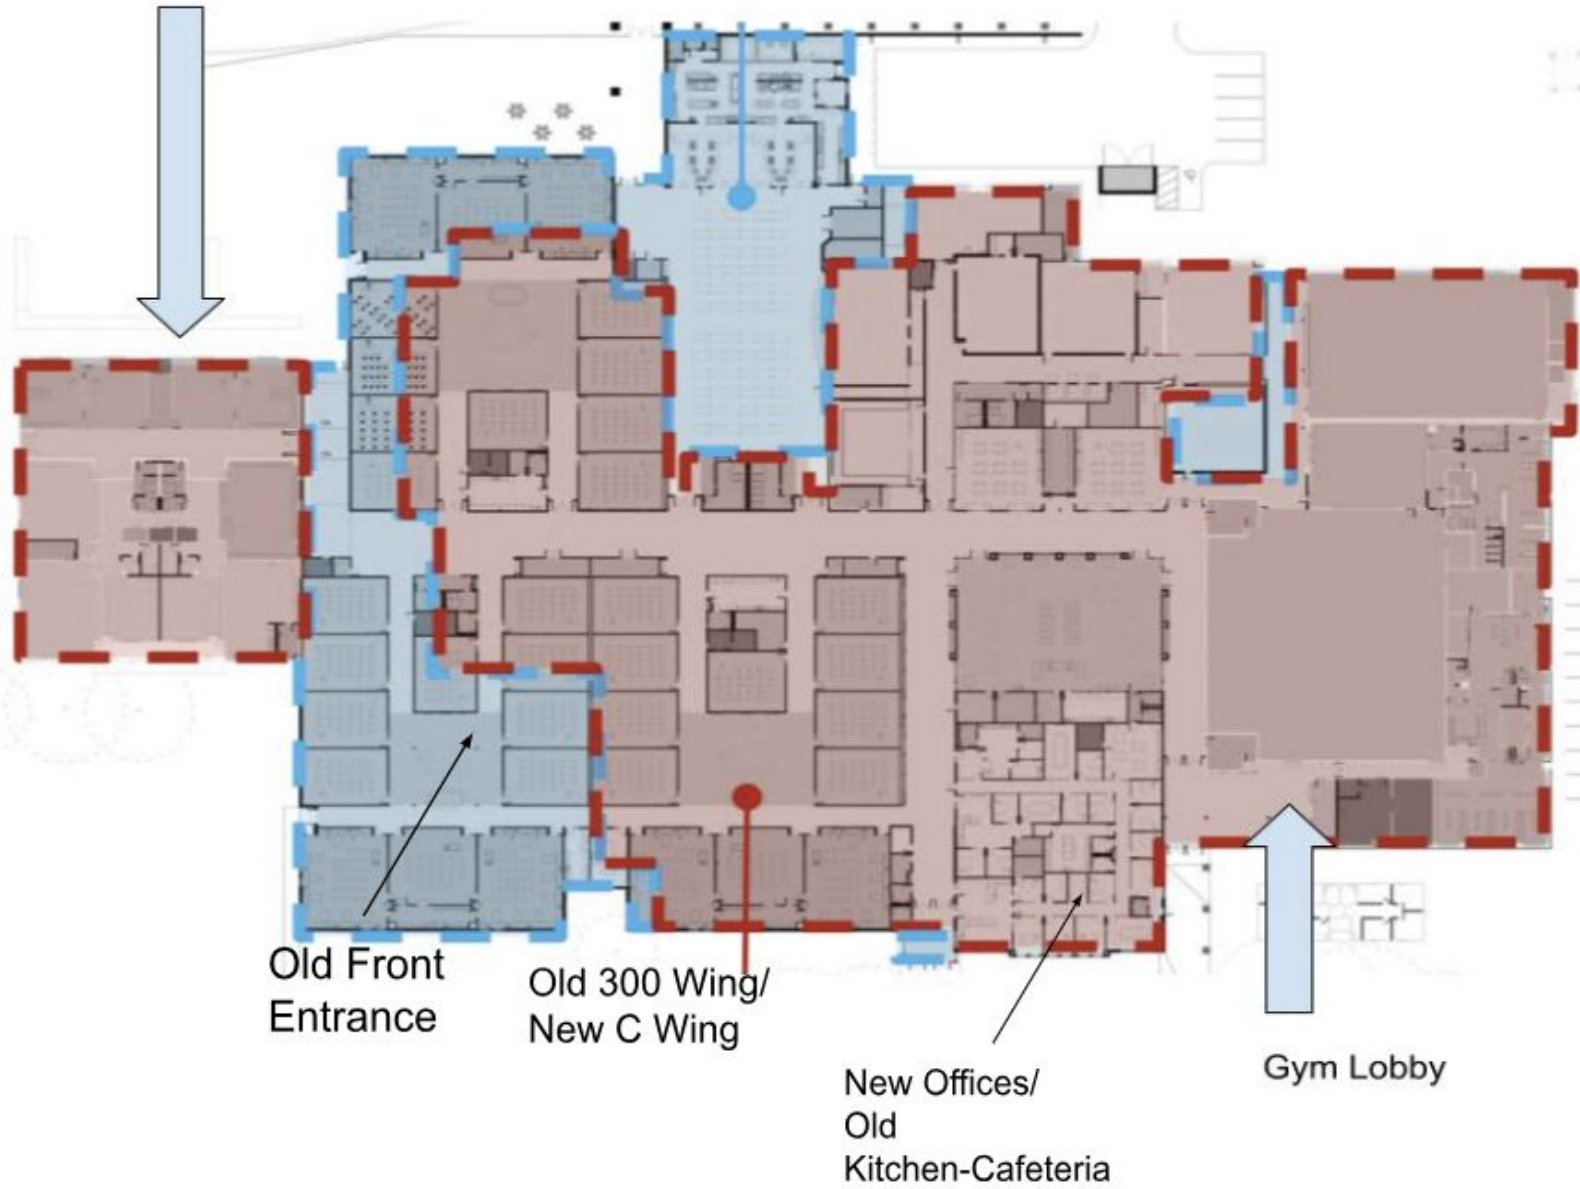 Old Front
Entrance
Old 300 Wing/
New C Wing
New Offices/
Old
Kitchen-Cafeteria
Gym Lobby